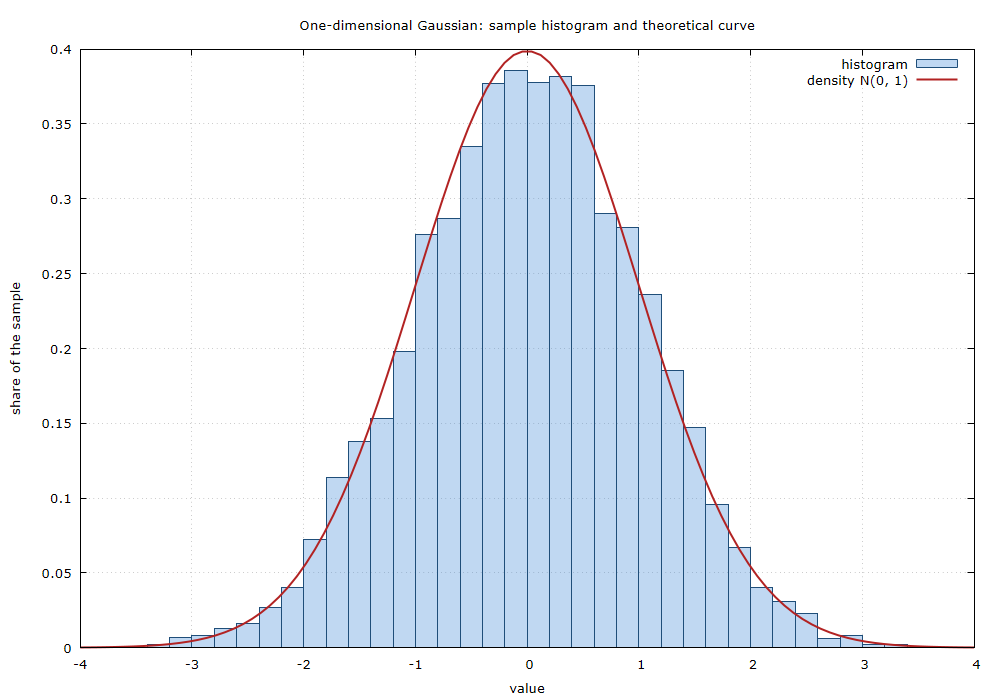 One-dimensional Gaussian: sample histogram and theoretical curve
histogram
density N(0, 1)
0.4
0.35
0.3
0.25
0.2
0.15
0.1
0.05
0
share of the sample
-4 -3 -2 -1 0 1 2 3 4
value